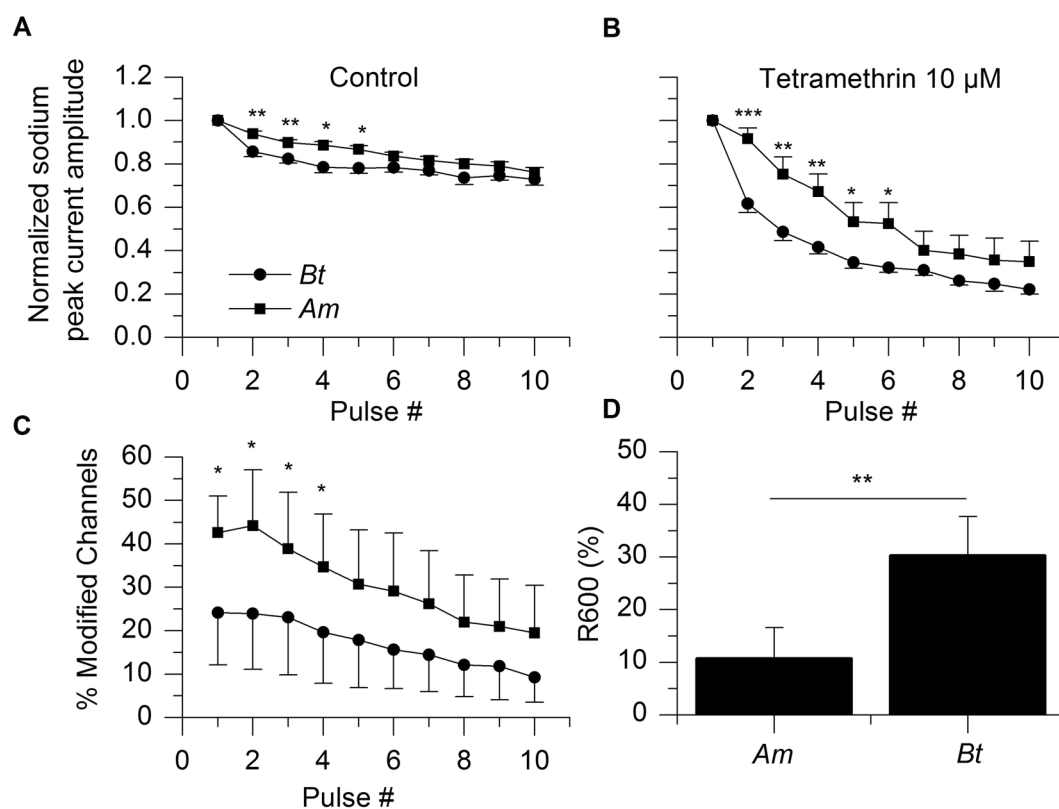 A
B
Control
Tetramethrin 10 µM
Normalized sodium
peak current amplitude
1.2
1.0
0.8
0.6
0.4
0.2
0.0
** ** * *
*** ** ** * *
Bt
Am
0 2 4 6 8 10
0 2 4 6 8 10
Pulse #
Pulse #
C
D
% Modified Channels
60
50
40
30
20
10
0
* * * *
R600 (%)
50
40
30
20
10
0
**
0 2 4 6 8 10
Am Bt
Pulse #